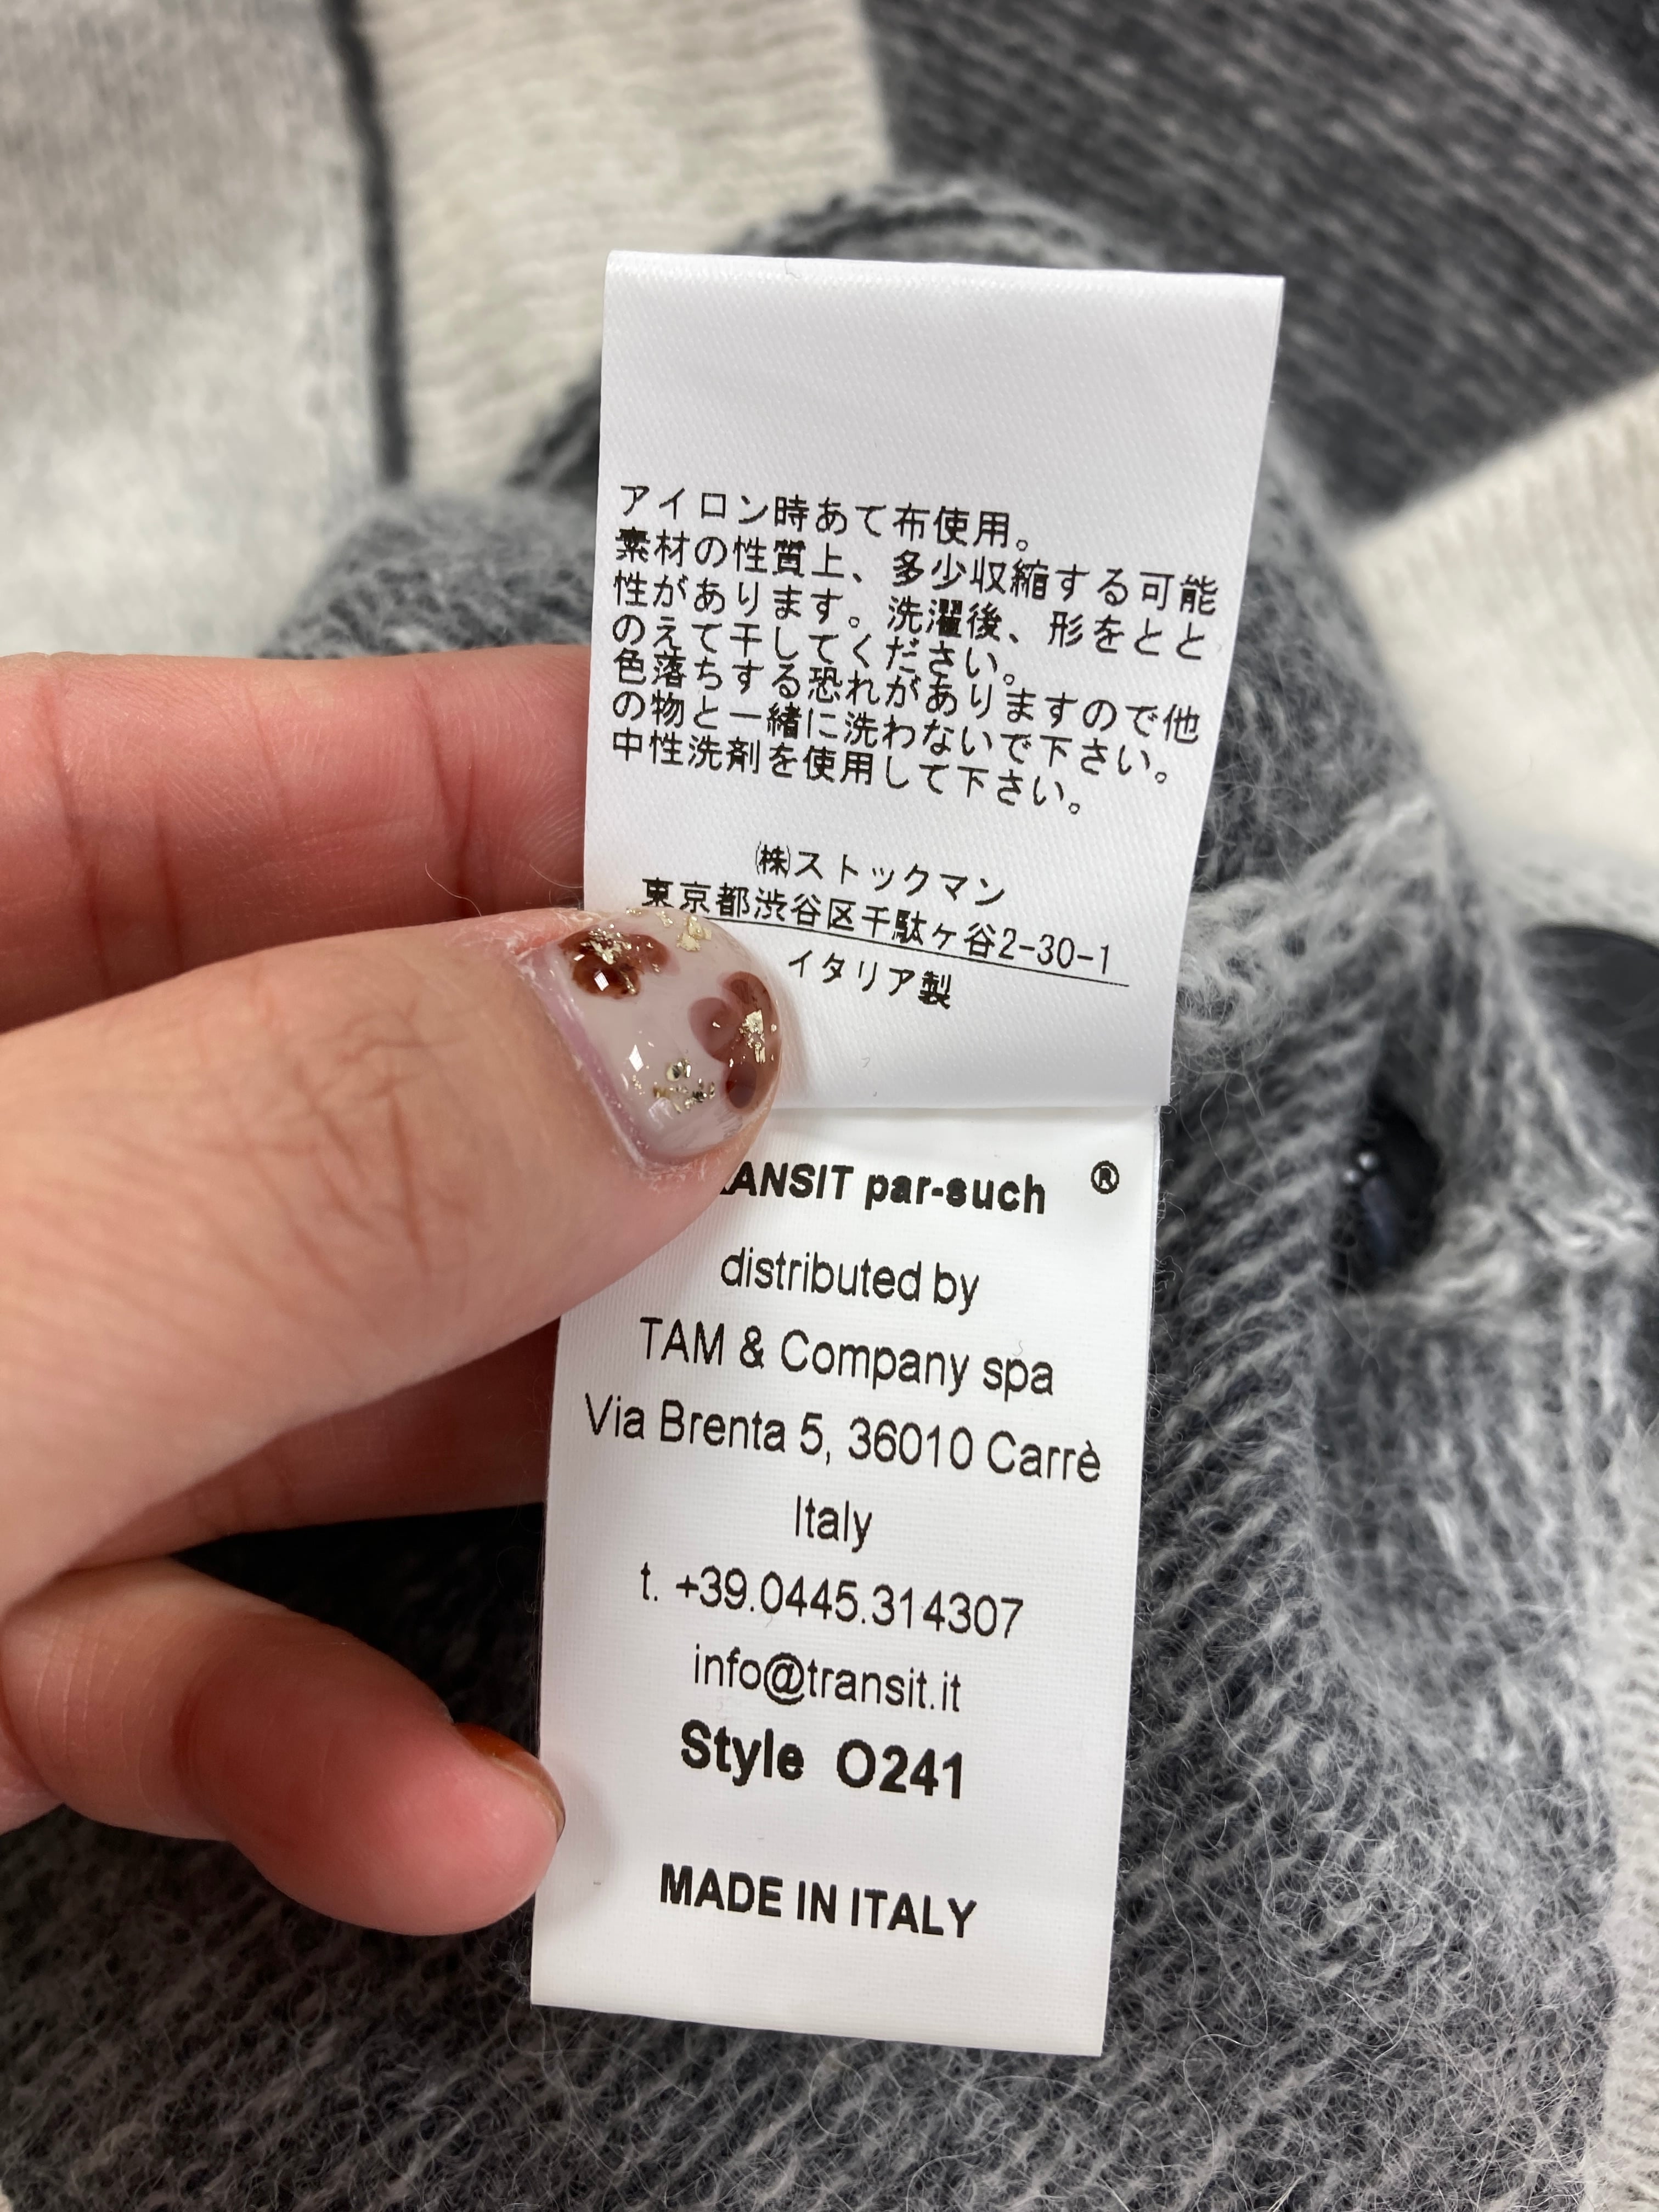 アイロン時あて布使用。
素材の性質上、多少収縮する可能
性があります。洗濯後、形をとと
のえて干してください。
色落ちする恐れがありますので他
の物と一緒に洗わないで下さい。
中性洗剤を使用して下さい。
㈱ストックマン
東京都渋谷区千駄ヶ谷2-30-1
イタリア製
par-such ®
distributed by
TAM & Company spa
Via Brenta 5, 36010 Carrè
Italy
t. +39.0445.314307
info@transit.it
Style O241
MADE IN ITALY